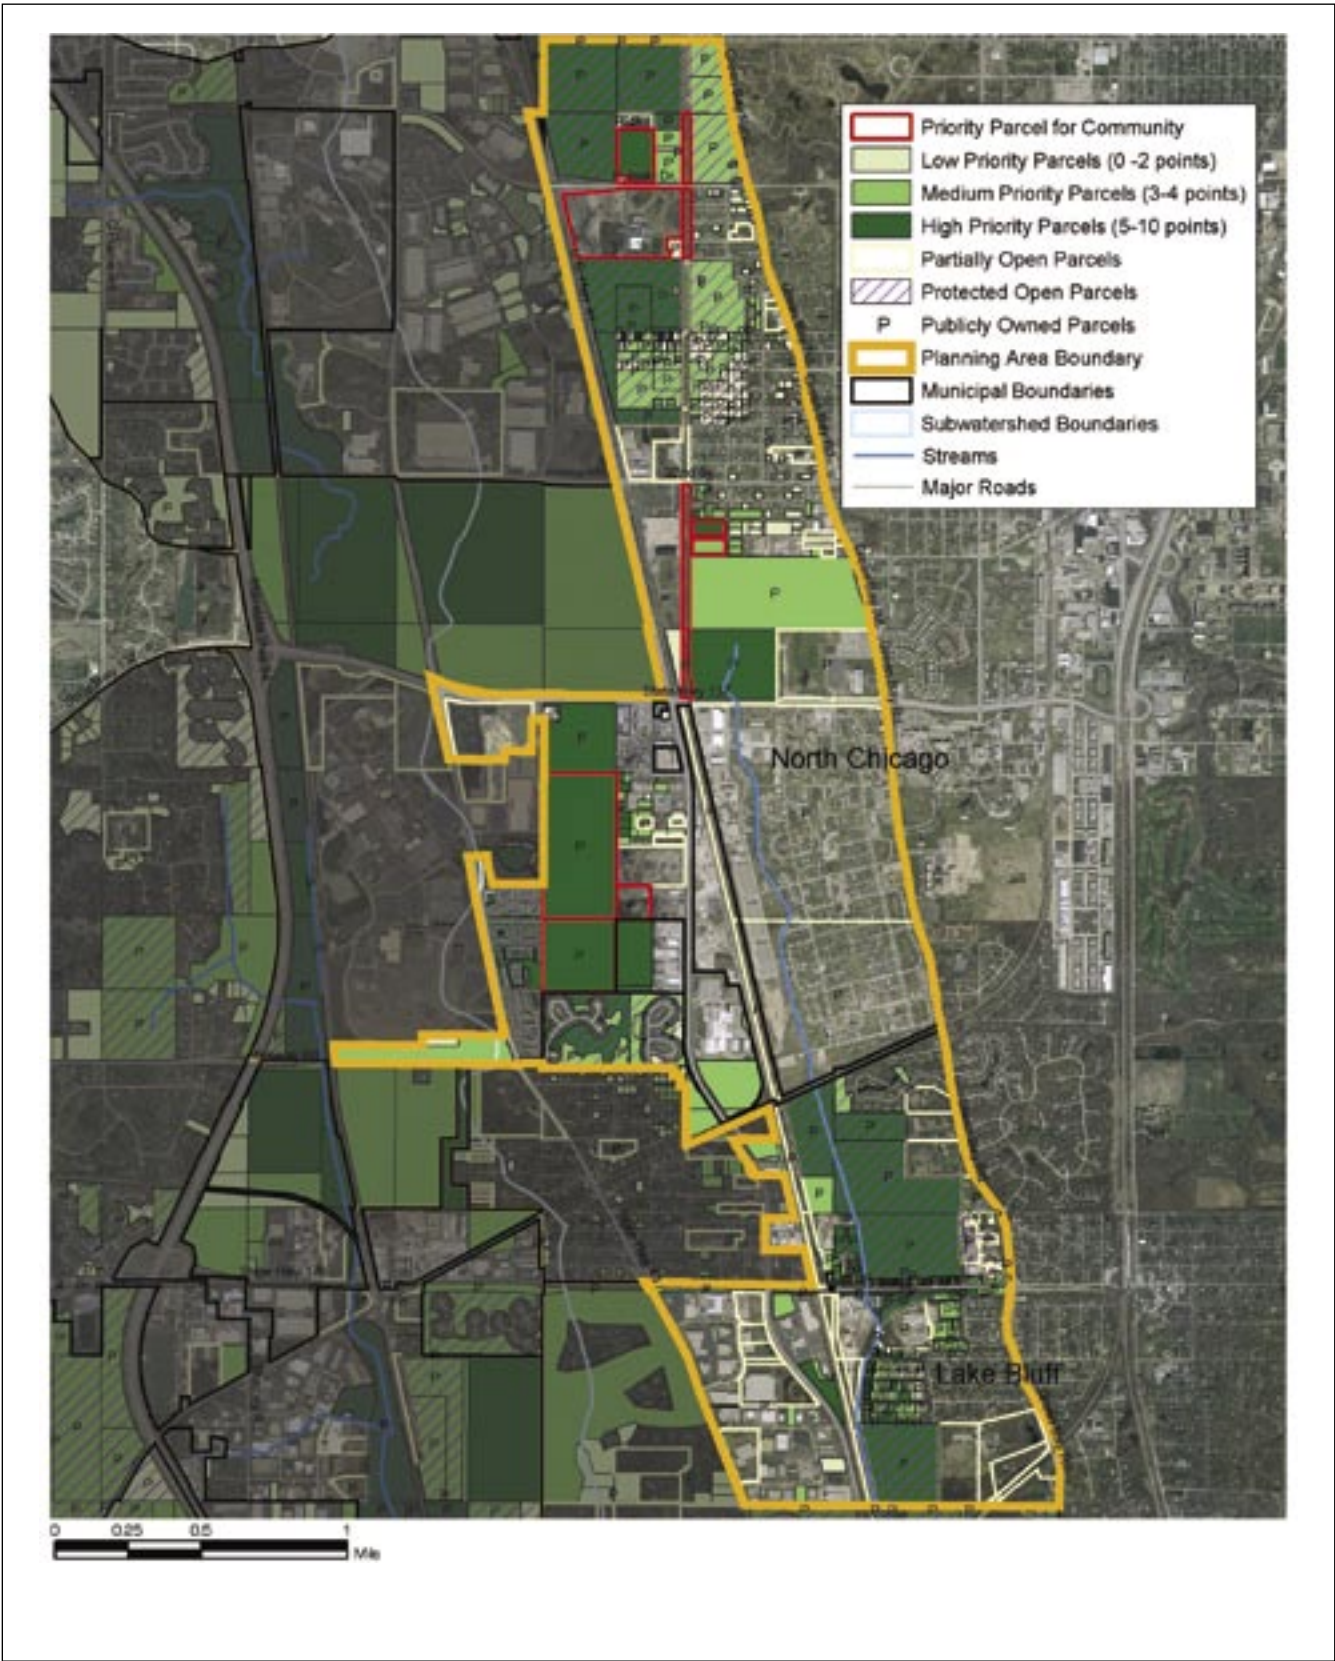 Priority Parcel for Community
Low Priority Parcels (0 -2 points)
Medium Priority Parcels (3-4 points)
High Priority Parcels (5-10 points)
Partially Open Parcels
Protected Open Parcels
P Publicly Owned Parcels
Planning Area Boundary
Municipal Boundaries
Subwatershed Boundaries
Streams
Major Roads
North Chicago
Lake Bluff
0 0.25 0.5 1
Mile